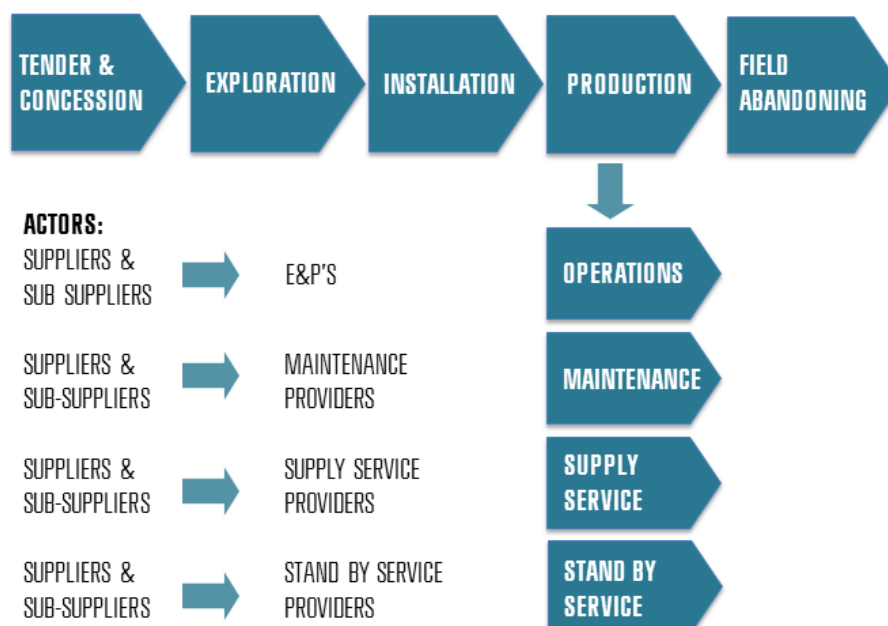 TENDER &
CONCESSION
EXPLORATION
INSTALLATION
PRODUCTION
FIELD
ABANDONING
ACTORS:
SUPPLIERS &
SUB SUPPLIERS
E&P'S
OPERATIONS
SUPPLIERS &
SUB-SUPPLIERS
MAINTENANCE
PROVIDERS
MAINTENANCE
SUPPLIERS &
SUB-SUPPLIERS
SUPPLY SERVICE
PROVIDERS
SUPPLY
SERVICE
SUPPLIERS &
SUB-SUPPLIERS
STAND BY SERVICE
PROVIDERS
STAND BY
SERVICE